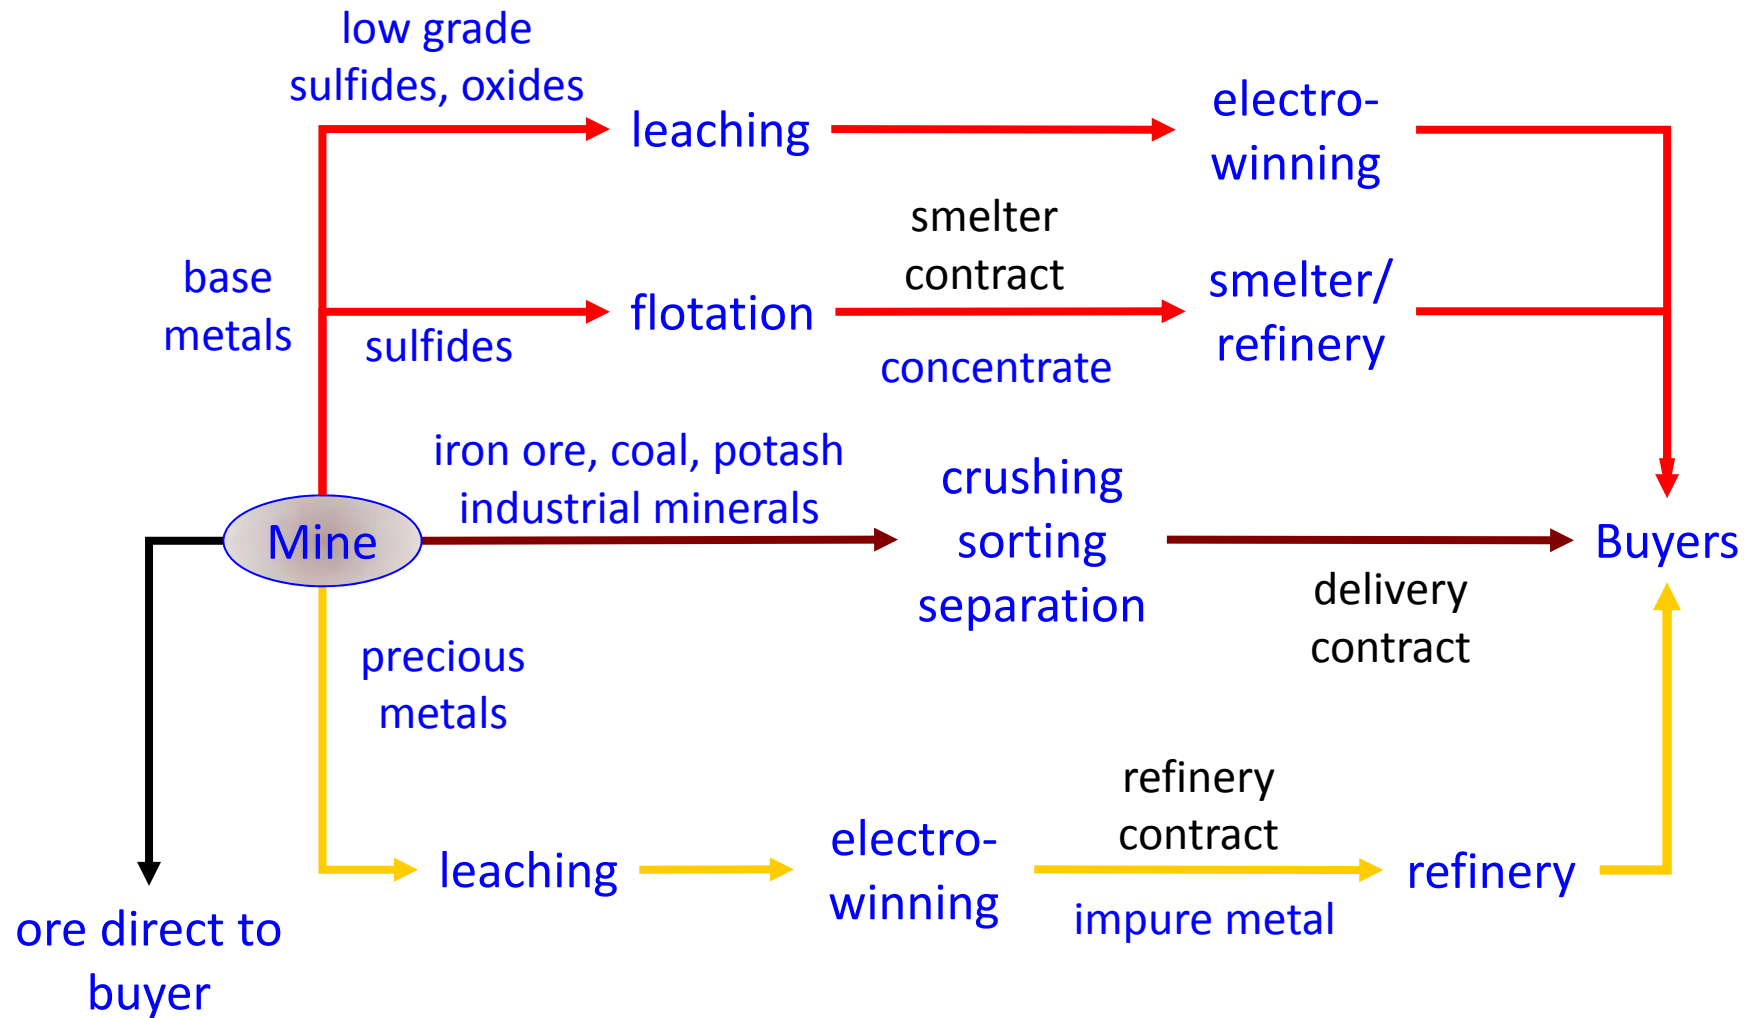 low grade
sulfides, oxides
leaching
electro-
winning
smelter
contract
base
metals
sulfides
flotation
concentrate
smelter/
refinery
iron ore, coal, potash
industrial minerals
crushing
sorting
separation
Mine
Buyers
delivery
contract
precious
metals
refinery
contract
leaching
electro-
winning
impure metal
refinery
ore direct to
buyer